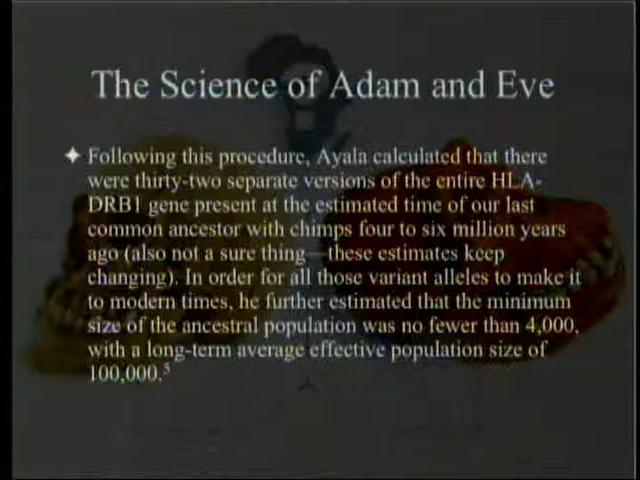 The Science of Adam and Eve
Following this procedure, Ayala calculated that there
were thirty-two separate versions of the entire HLA-
DRB1 gene present at the estimated time of our last
common ancestor with chimps four to six million years
ago (also not a sure thing—these estimates keep
changing). In order for all those variant alleles to make it
to modern times, he further estimated that the minimum
size of the ancestral population was no fewer than 4,000,
with a long-term average effective population size of
100,000.⁵